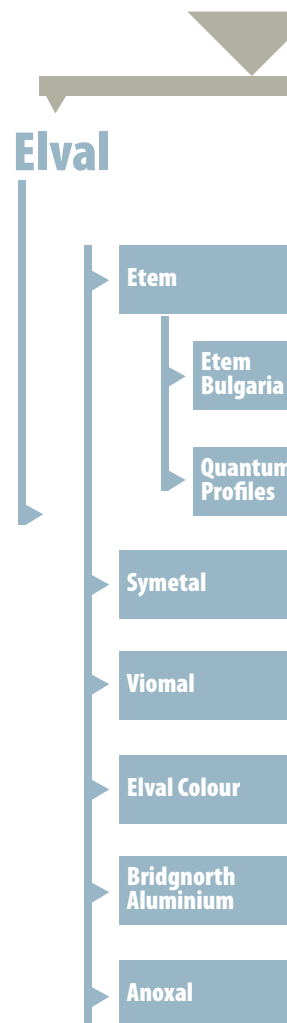 Elval
Etem
Etem
Bulgaria
Quantum
Profiles
Symetal
Viomal
Elval Colour
Bridgnorth
Aluminium
Anoxal